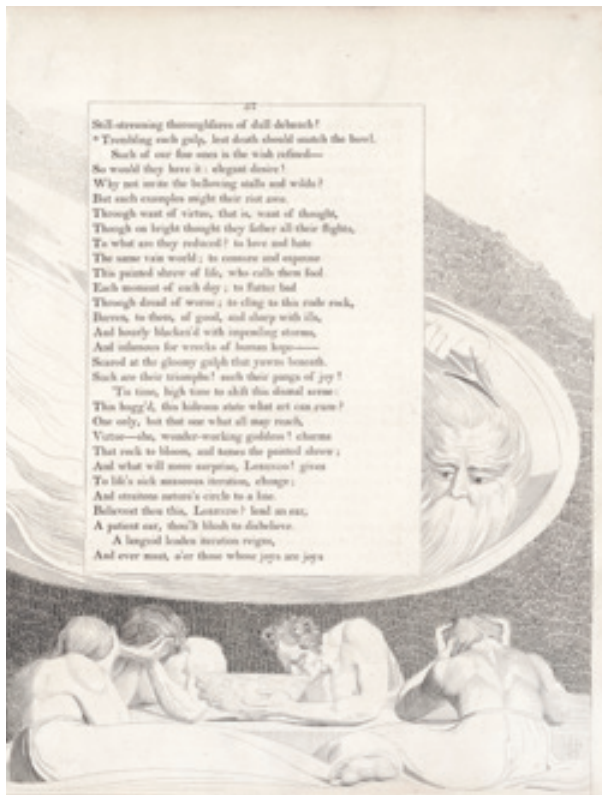 57
Still-streaming thoroughfares of dull debauch!
* Trembling each gulp, lest death should snatch the bowl.
Such of our fine ones is the wish refined—
So would they have it: elegant desire!
Why not invite the bellowing stalls and wilds?
But such examples might their riot awe.
Through want of virtue, that is, want of thought,
Though on bright thought they father all their flights,
To what are they reduced? to love and hate
The same vain world; to censure and espouse
This painted shrew of life, who calls them fool
Each moment of each day; to flatter bad
Through dread of worse; to cling to this rude rock,
Barren, to them, of good, and sharp with ills,
And hourly blacken'd with impending storms,
And infamous for wrecks of human hope——
Scared at the gloomy gulph that yawns beneath.
Such are their triumphs! such their pangs of joy!
'Tis time, high time to shift this dismal scene:
This hugg'd, this hideous state what art can cure?
One only, but that one what all may reach,
Virtue—she, wonder-working goddess! charms
That rock to bloom, and tames the painted shrew;
And what will more surprise, Lorenzo! gives
To life's sick nauseous iteration, change;
And straitens nature's circle to a line.
Believest thou this, Lorenzo? lend an ear,
A patient ear, thou'lt blush to disbelieve.
A languid leaden iteration reigns,
And ever must, o'er those whose joys are joys